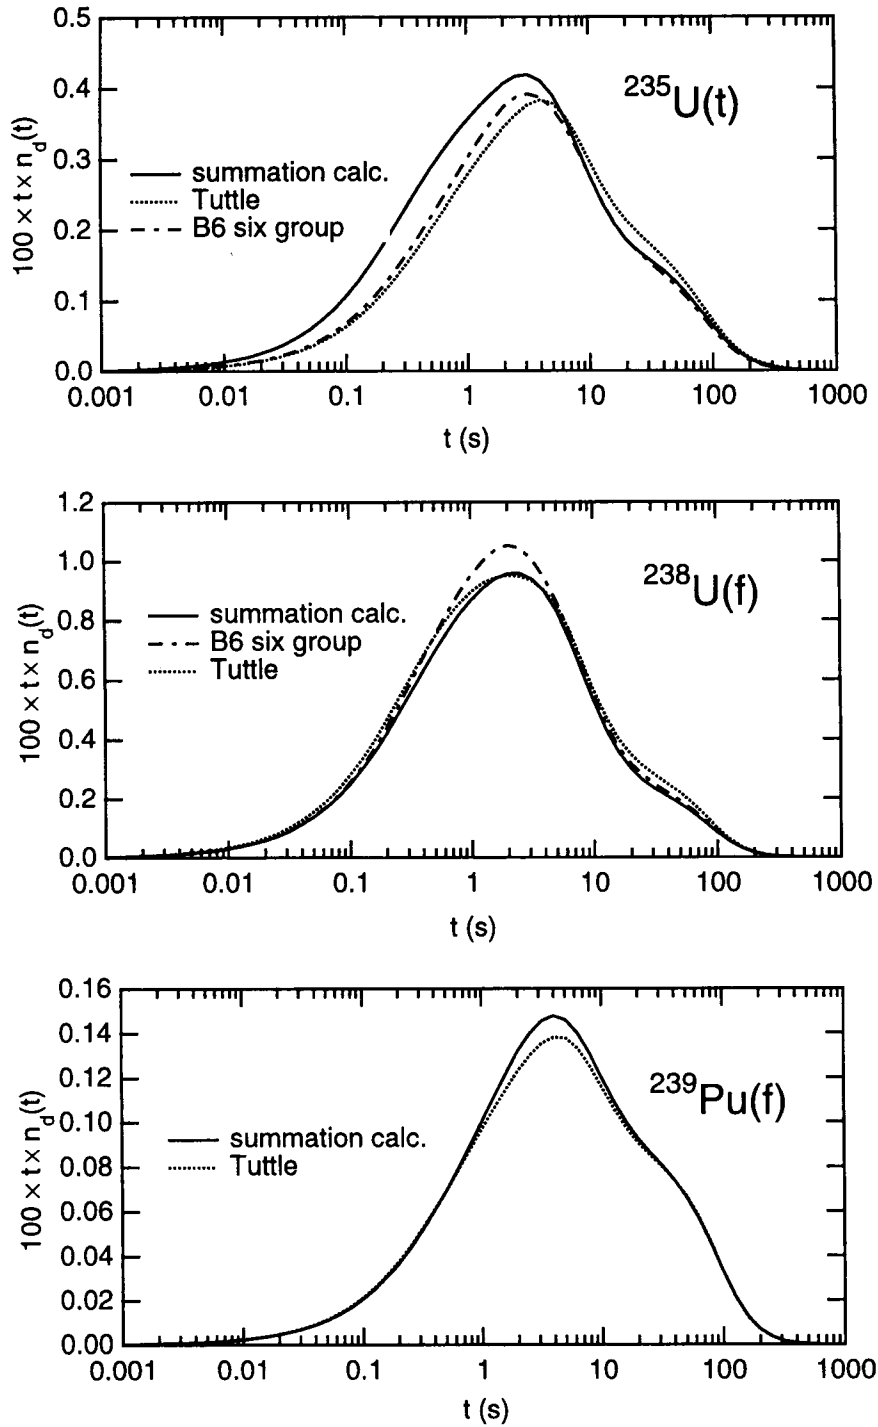 0.5
0.4
0.3
0.2
0.1
0.0
100 × t × n_d(t)
235U(t)
summation calc.
Tuttle
B6 six group
0.001 0.01 0.1 1 10 100 1000
t (s)
1.2
1.0
0.8
0.6
0.4
0.2
0.0
100 × t × n_d(t)
238U(f)
summation calc.
B6 six group
Tuttle
0.001 0.01 0.1 1 10 100 1000
t (s)
0.16
0.14
0.12
0.10
0.08
0.06
0.04
0.02
0.00
100 × t × n_d(t)
239Pu(f)
summation calc.
Tuttle
0.001 0.01 0.1 1 10 100 1000
t (s)